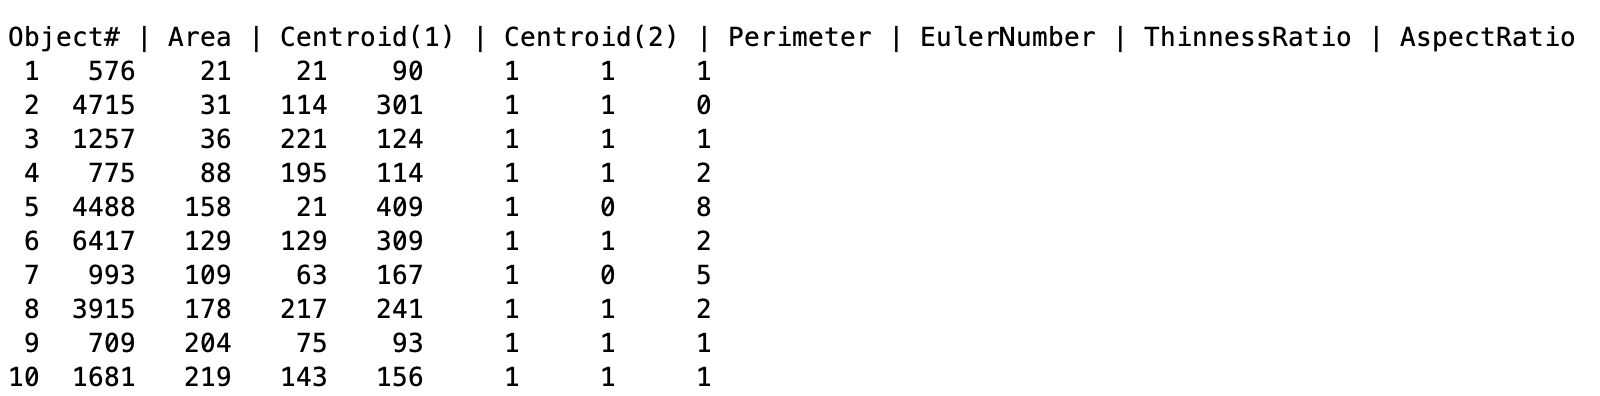 Object# | Area | Centroid(1) | Centroid(2) | Perimeter | EulerNumber | ThinnessRatio | AspectRatio
1 576 21 21 90 1 1 1
2 4715 31 114 301 1 1 0
3 1257 36 221 124 1 1 1
4 775 88 195 114 1 1 2
5 4488 158 21 409 1 0 8
6 6417 129 129 309 1 1 2
7 993 109 63 167 1 0 5
8 3915 178 217 241 1 1 2
9 709 204 75 93 1 1 1
10 1681 219 143 156 1 1 1